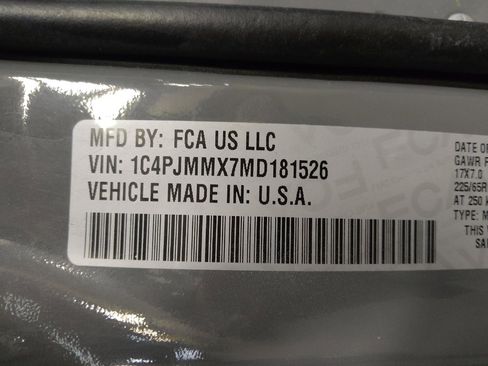 MFD BY: FCA US LLC
VIN: 1C4PJMMX7MD181526
VEHICLE MADE IN: U.S.A.
DATE OF
GAWR F
17X7.0
225/65R
AT 250
TYPE: M
THIS